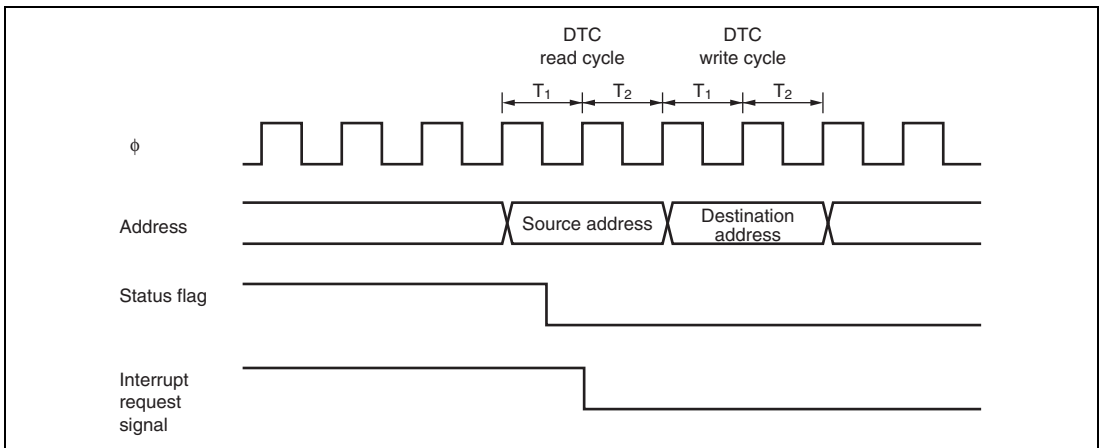 DTC
read cycle
DTC
write cycle
T1
T2
T1
T2
ϕ
Address
Source address
Destination
address
Status flag
Interrupt
request
signal